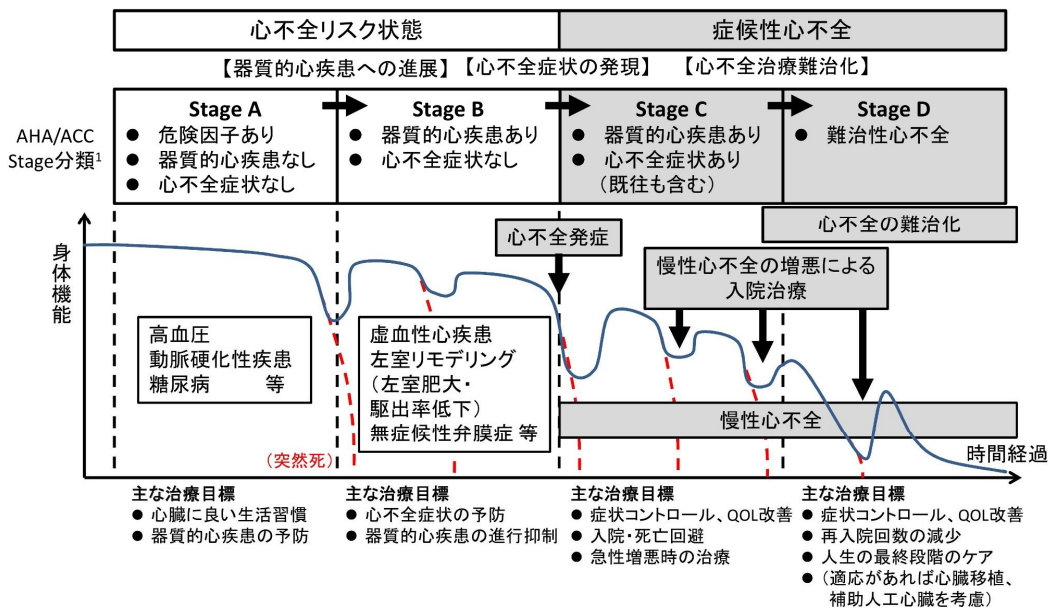 心不全リスク状態
症候性心不全
【器質的心疾患への進展】
【心不全症状の発現】
【心不全治療難治化】
AHA/ACC
Stage分類1
Stage A
● 危険因子あり
● 器質的心疾患なし
● 心不全症状なし
Stage B
● 器質的心疾患あり
● 心不全症状なし
Stage C
● 器質的心疾患あり
● 心不全症状あり
（既往も含む）
Stage D
● 難治性心不全
身体機能
心不全発症
心不全の難治化
慢性心不全の増悪による
入院治療
高血圧
動脈硬化性疾患
糖尿病　　　等
虚血性心疾患
左室リモデリング
（左室肥大・
駆出率低下）
無症候性弁膜症 等
慢性心不全
（突然死）
時間経過
主な治療目標
● 心臓に良い生活習慣
● 器質的心疾患の予防
主な治療目標
● 心不全症状の予防
● 器質的心疾患の進行抑制
主な治療目標
● 症状コントロール、QOL改善
● 入院・死亡回避
● 急性増悪時の治療
主な治療目標
● 症状コントロール、QOL改善
● 再入院回数の減少
● 人生の最終段階のケア
● （適応があれば心臓移植、
補助人工心臓を考慮）